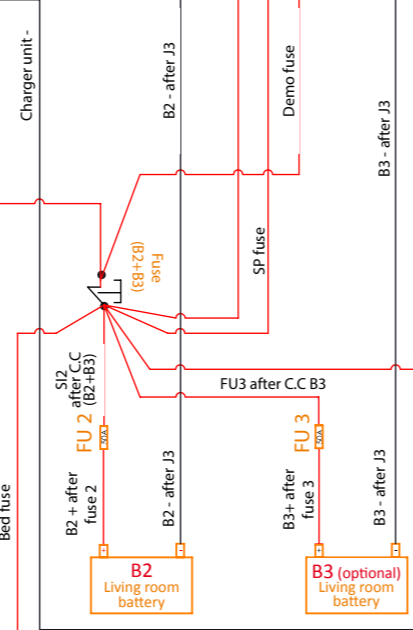 Charger unit -
B2 - after J3
Demo fuse
B3 - after J3
Fuse
(B2+B3)
SP fuse
SI2
after C.C
(B2+B3)
FU3 after C.C B3
FU 2
50A
FU 3
50A
Bed fuse
B2 + after
fuse 2
B2 - after J3
B3+ after
fuse 3
B3 - after J3
+
-
+
-
B2
Living room
battery
B3 (optional)
Living room
battery